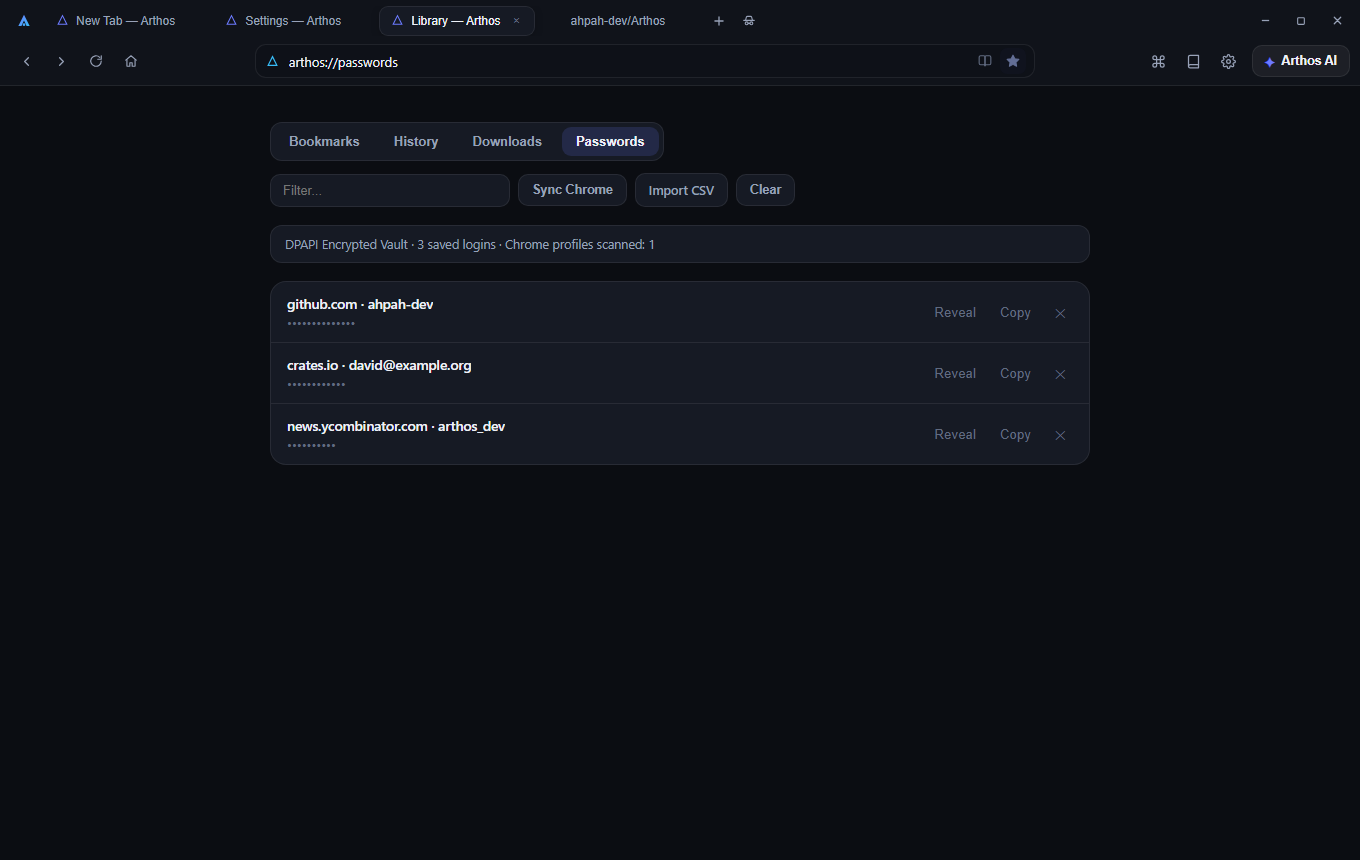 New Tab — Arthos
Settings — Arthos
Library — Arthos
ahpah-dev/Arthos
arthos://passwords
Arthos AI
Bookmarks
History
Downloads
Passwords
Filter...
Sync Chrome
Import CSV
Clear
DPAPI Encrypted Vault · 3 saved logins · Chrome profiles scanned: 1
github.com · ahpah-dev
••••••••••••••
Reveal
Copy
crates.io · david@example.org
••••••••••••
Reveal
Copy
news.ycombinator.com · arthos_dev
••••••••••
Reveal
Copy